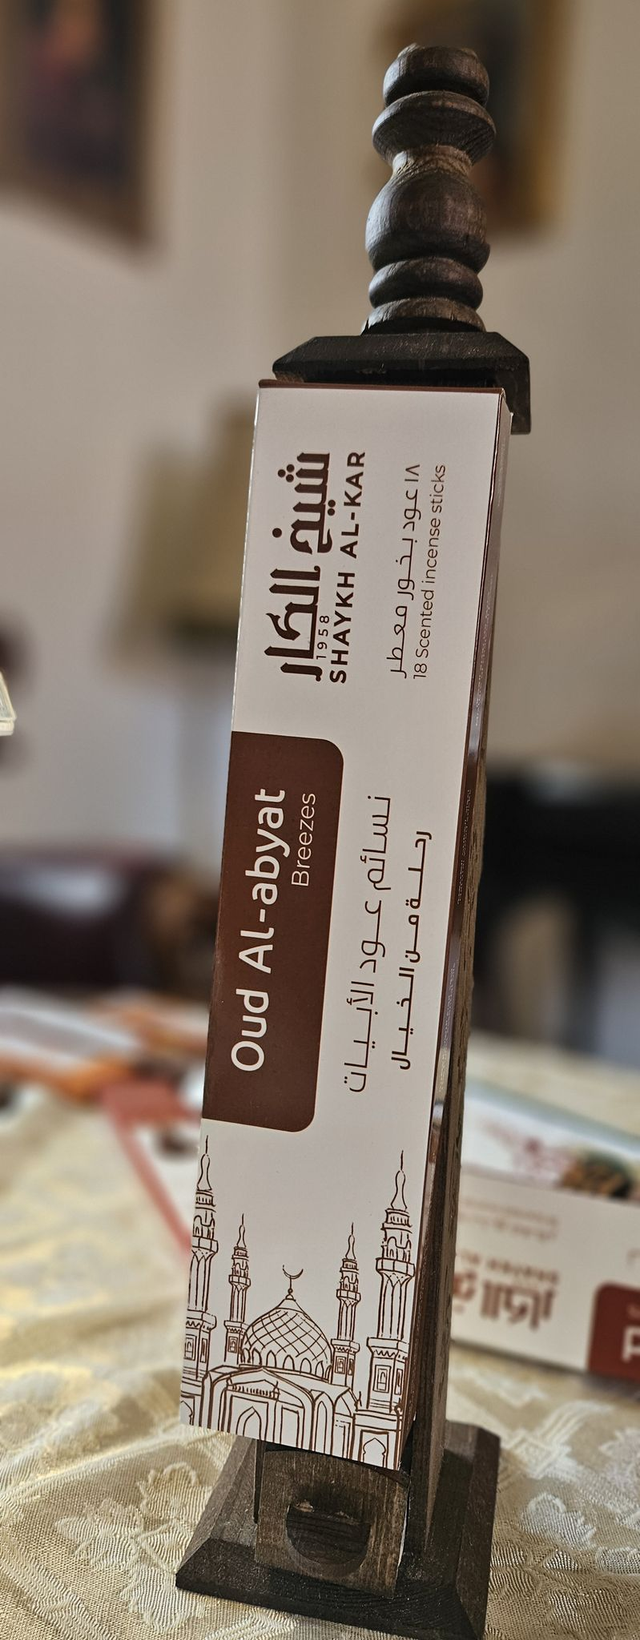 شيخ الكار
1958
SHAYKH AL-KAR
١٨ عود بخور معطر
18 Scented incense sticks
Oud Al-abyat
Breezes
نسائم عود الأبيات
رحلة من الخيال